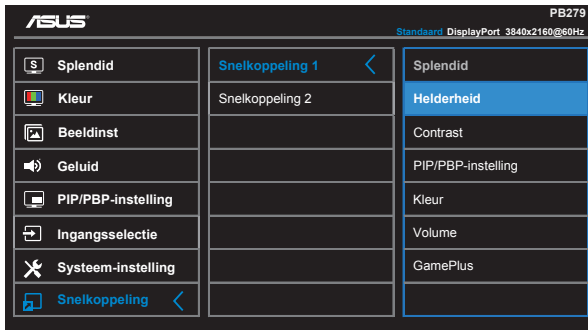 ASUS
PB279
Standaard DisplayPort 3840x2160@60Hz
S Splendid
Kleur
Beeldinst
Geluid
PIP/PBP-instelling
Ingangsselectie
Systeem-instelling
Snelkoppeling
Snelkoppeling 1
Snelkoppeling 2
Splendid
Helderheid
Contrast
PIP/PBP-instelling
Kleur
Volume
GamePlus